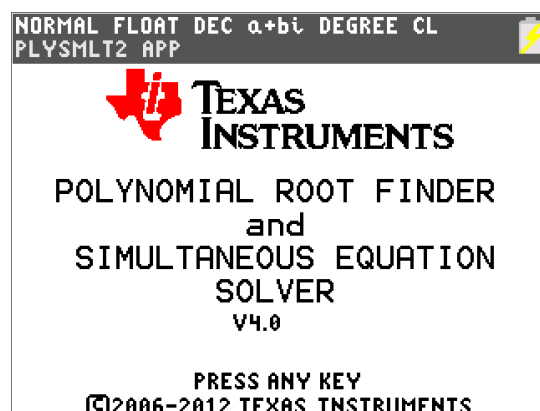 NORMAL FLOAT DEC a+bi DEGREE CL
PLYSMLT2 APP
TEXAS
INSTRUMENTS
POLYNOMIAL ROOT FINDER
and
SIMULTANEOUS EQUATION
SOLVER
V4.0
PRESS ANY KEY
©2006-2012 TEXAS INSTRUMENTS